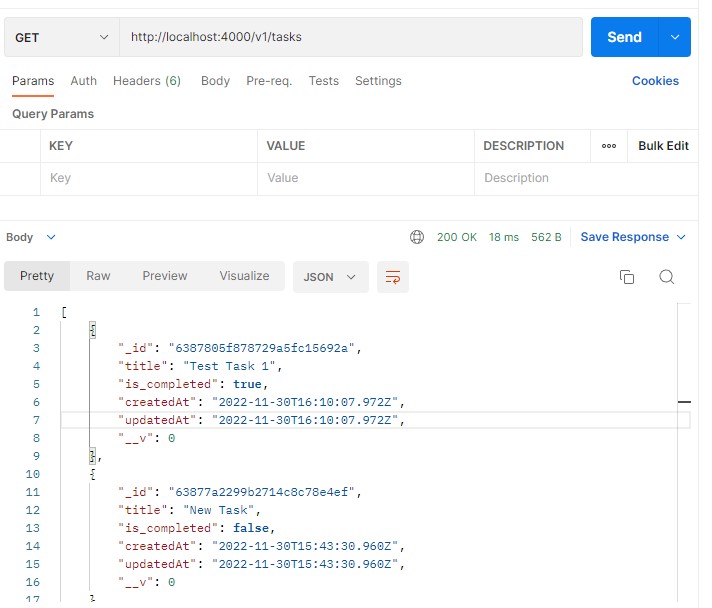 GET http://localhost:4000/v1/tasks Send
Params Auth Headers (6) Body Pre-req. Tests Settings Cookies
Query Params
KEY VALUE DESCRIPTION ooo Bulk Edit
Key Value Description
Body 200 OK 18 ms 562 B Save Response
Pretty Raw Preview Visualize JSON
1 [
2 {
3 "_id": "6387805f878729a5fc15692a",
4 "title": "Test Task 1",
5 "is_completed": true,
6 "createdAt": "2022-11-30T16:10:07.972Z",
7 "updatedAt": "2022-11-30T16:10:07.972Z",
8 "__v": 0
9 },
10 {
11 "_id": "63877a2299b2714c8c78e4ef",
12 "title": "New Task",
13 "is_completed": false,
14 "createdAt": "2022-11-30T15:43:30.960Z",
15 "updatedAt": "2022-11-30T15:43:30.960Z",
16 "__v": 0
17 }